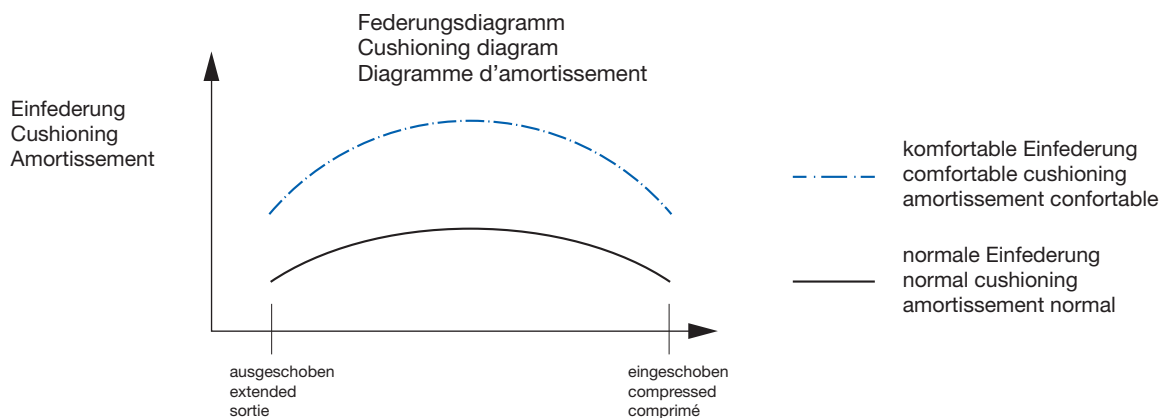 Federungsdiagramm
Cushioning diagram
Diagramme d’amortissement
Einfederung
Cushioning
Amortissement
komfortable Einfederung
comfortable cushioning
amortissement confortable
normale Einfederung
normal cushioning
amortissement normal
ausgeschoben
extended
sortie
eingeschoben
compressed
comprimé